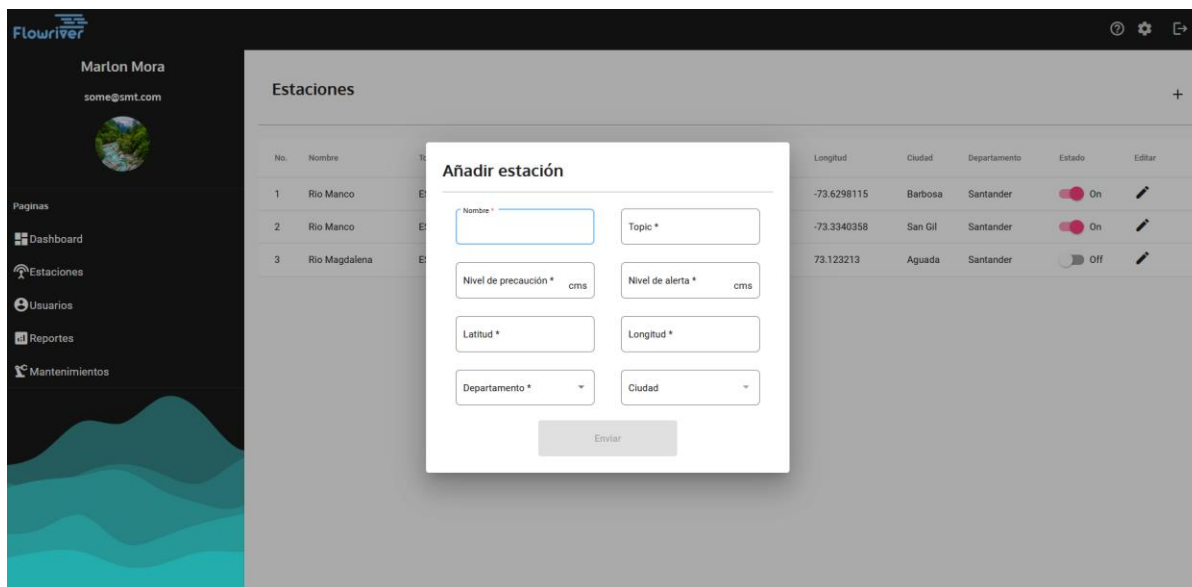 Flowriver
Marlon Mora
some@smt.com
Paginas
Dashboard
Estaciones
Usuarios
Reportes
Mantenimientos
Estaciones
+
No. Nombre Longitud Ciudad Departamento Estado Editar
1 Rio Manco -73.6298115 Barbosa Santander On
2 Rio Manco -73.3340358 San Gil Santander On
3 Rio Magdalena 73.123213 Aguada Santander Off
Añadir estación
Nombre *
Topic *
Nivel de precaución * cms
Nivel de alerta * cms
Latitud *
Longitud *
Departamento *
Ciudad
Enviar